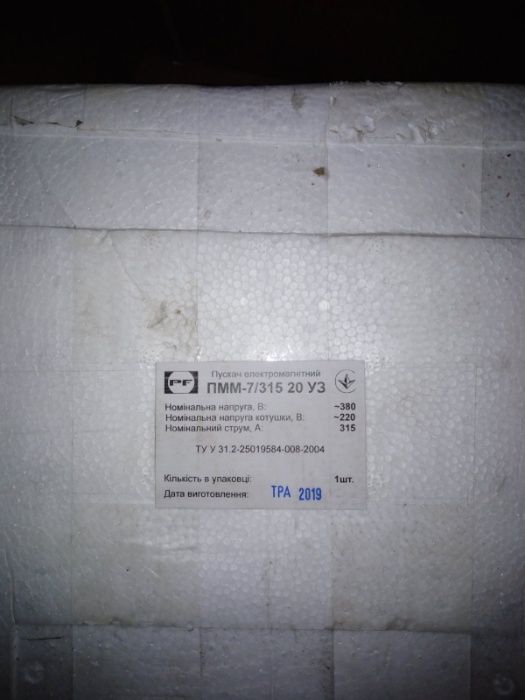 Пускач електромагнітний
PF ПММ-7/315 20 УЗ
Номінальна напруга, В: ~380
Номінальна напруга котушки, В: ~220
Номінальний струм, А: 315
ТУ У 31.2-25019584-008-2004
Кількість в упаковці: 1шт.
Дата виготовлення: ТРА 2019